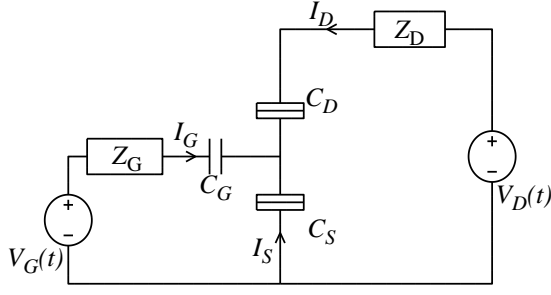 I_D
Z_D
C_D
I_G
Z_G
C_G
V_D(t)
+
−
+
−
C_S
V_G(t)
I_S